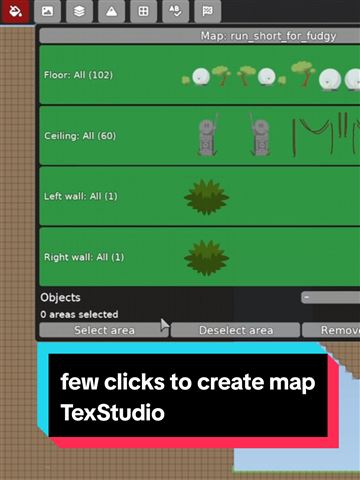 Map: run_short_for_fudgy
Floor: All (102)
Ceiling: All (60)
Left wall: All (1)
Right wall: All (1)
Objects
-
0 areas selected
Select area
Deselect area
Remov
few clicks to create map
TexStudio